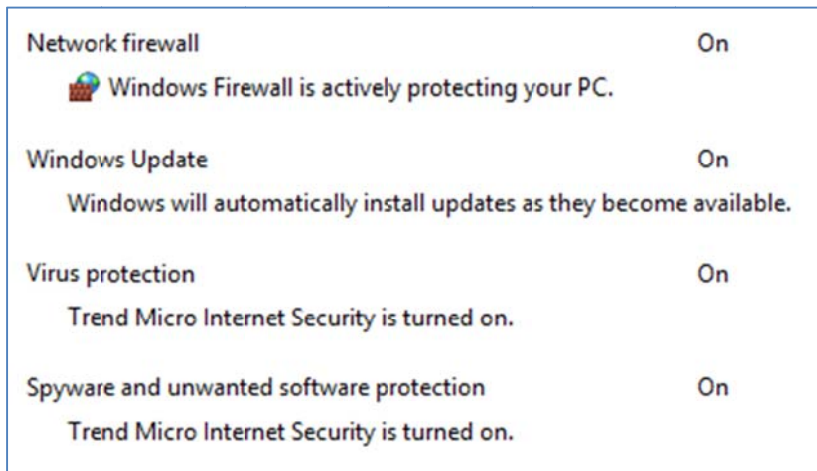 Network firewall On
Windows Firewall is actively protecting your PC.
Windows Update On
Windows will automatically install updates as they become available.
Virus protection On
Trend Micro Internet Security is turned on.
Spyware and unwanted software protection On
Trend Micro Internet Security is turned on.